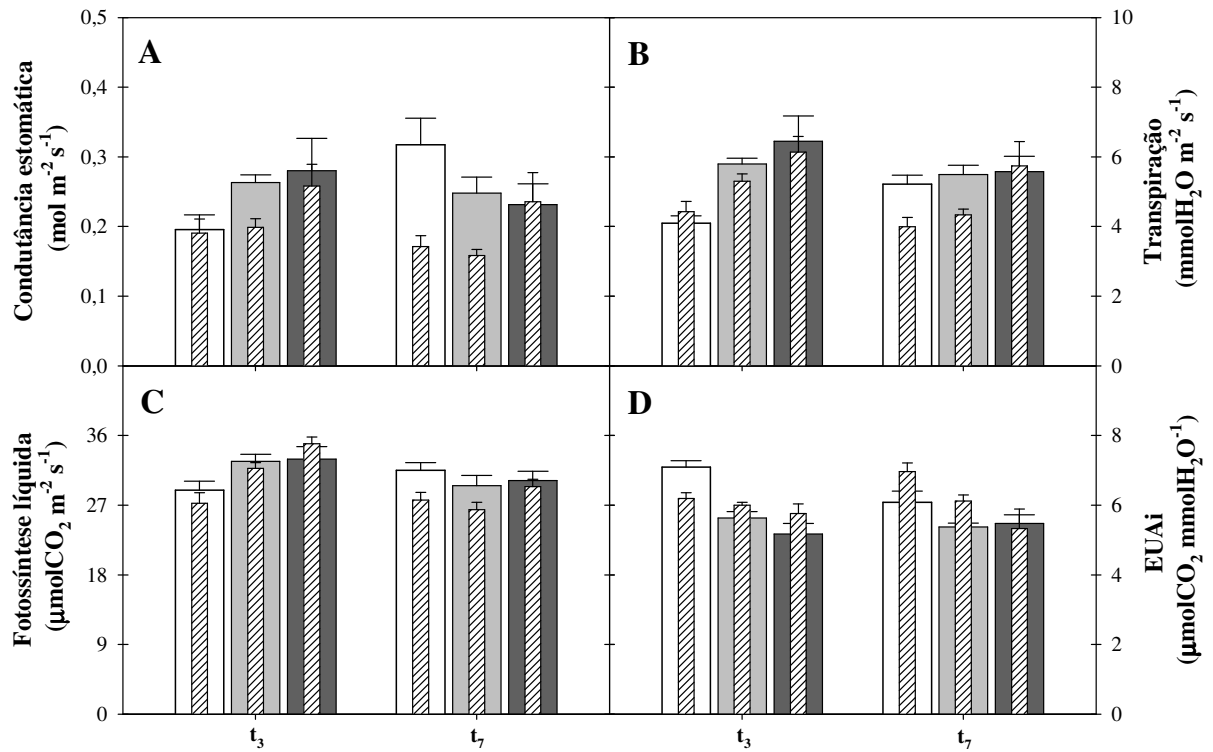 Condutância estomática
(mol m⁻² s⁻¹)
0,5
0,4
0,3
0,2
0,1
0,0
A
B
10
8
6
4
2
0
Transpiração
(mmolH₂O m⁻² s⁻¹)
Fotossíntese líquida
(μmolCO₂ m⁻² s⁻¹)
36
27
18
9
0
C
D
8
6
4
2
0
EUAi
(μmolCO₂ mmolH₂O⁻¹)
t₃
t₇
t₃
t₇